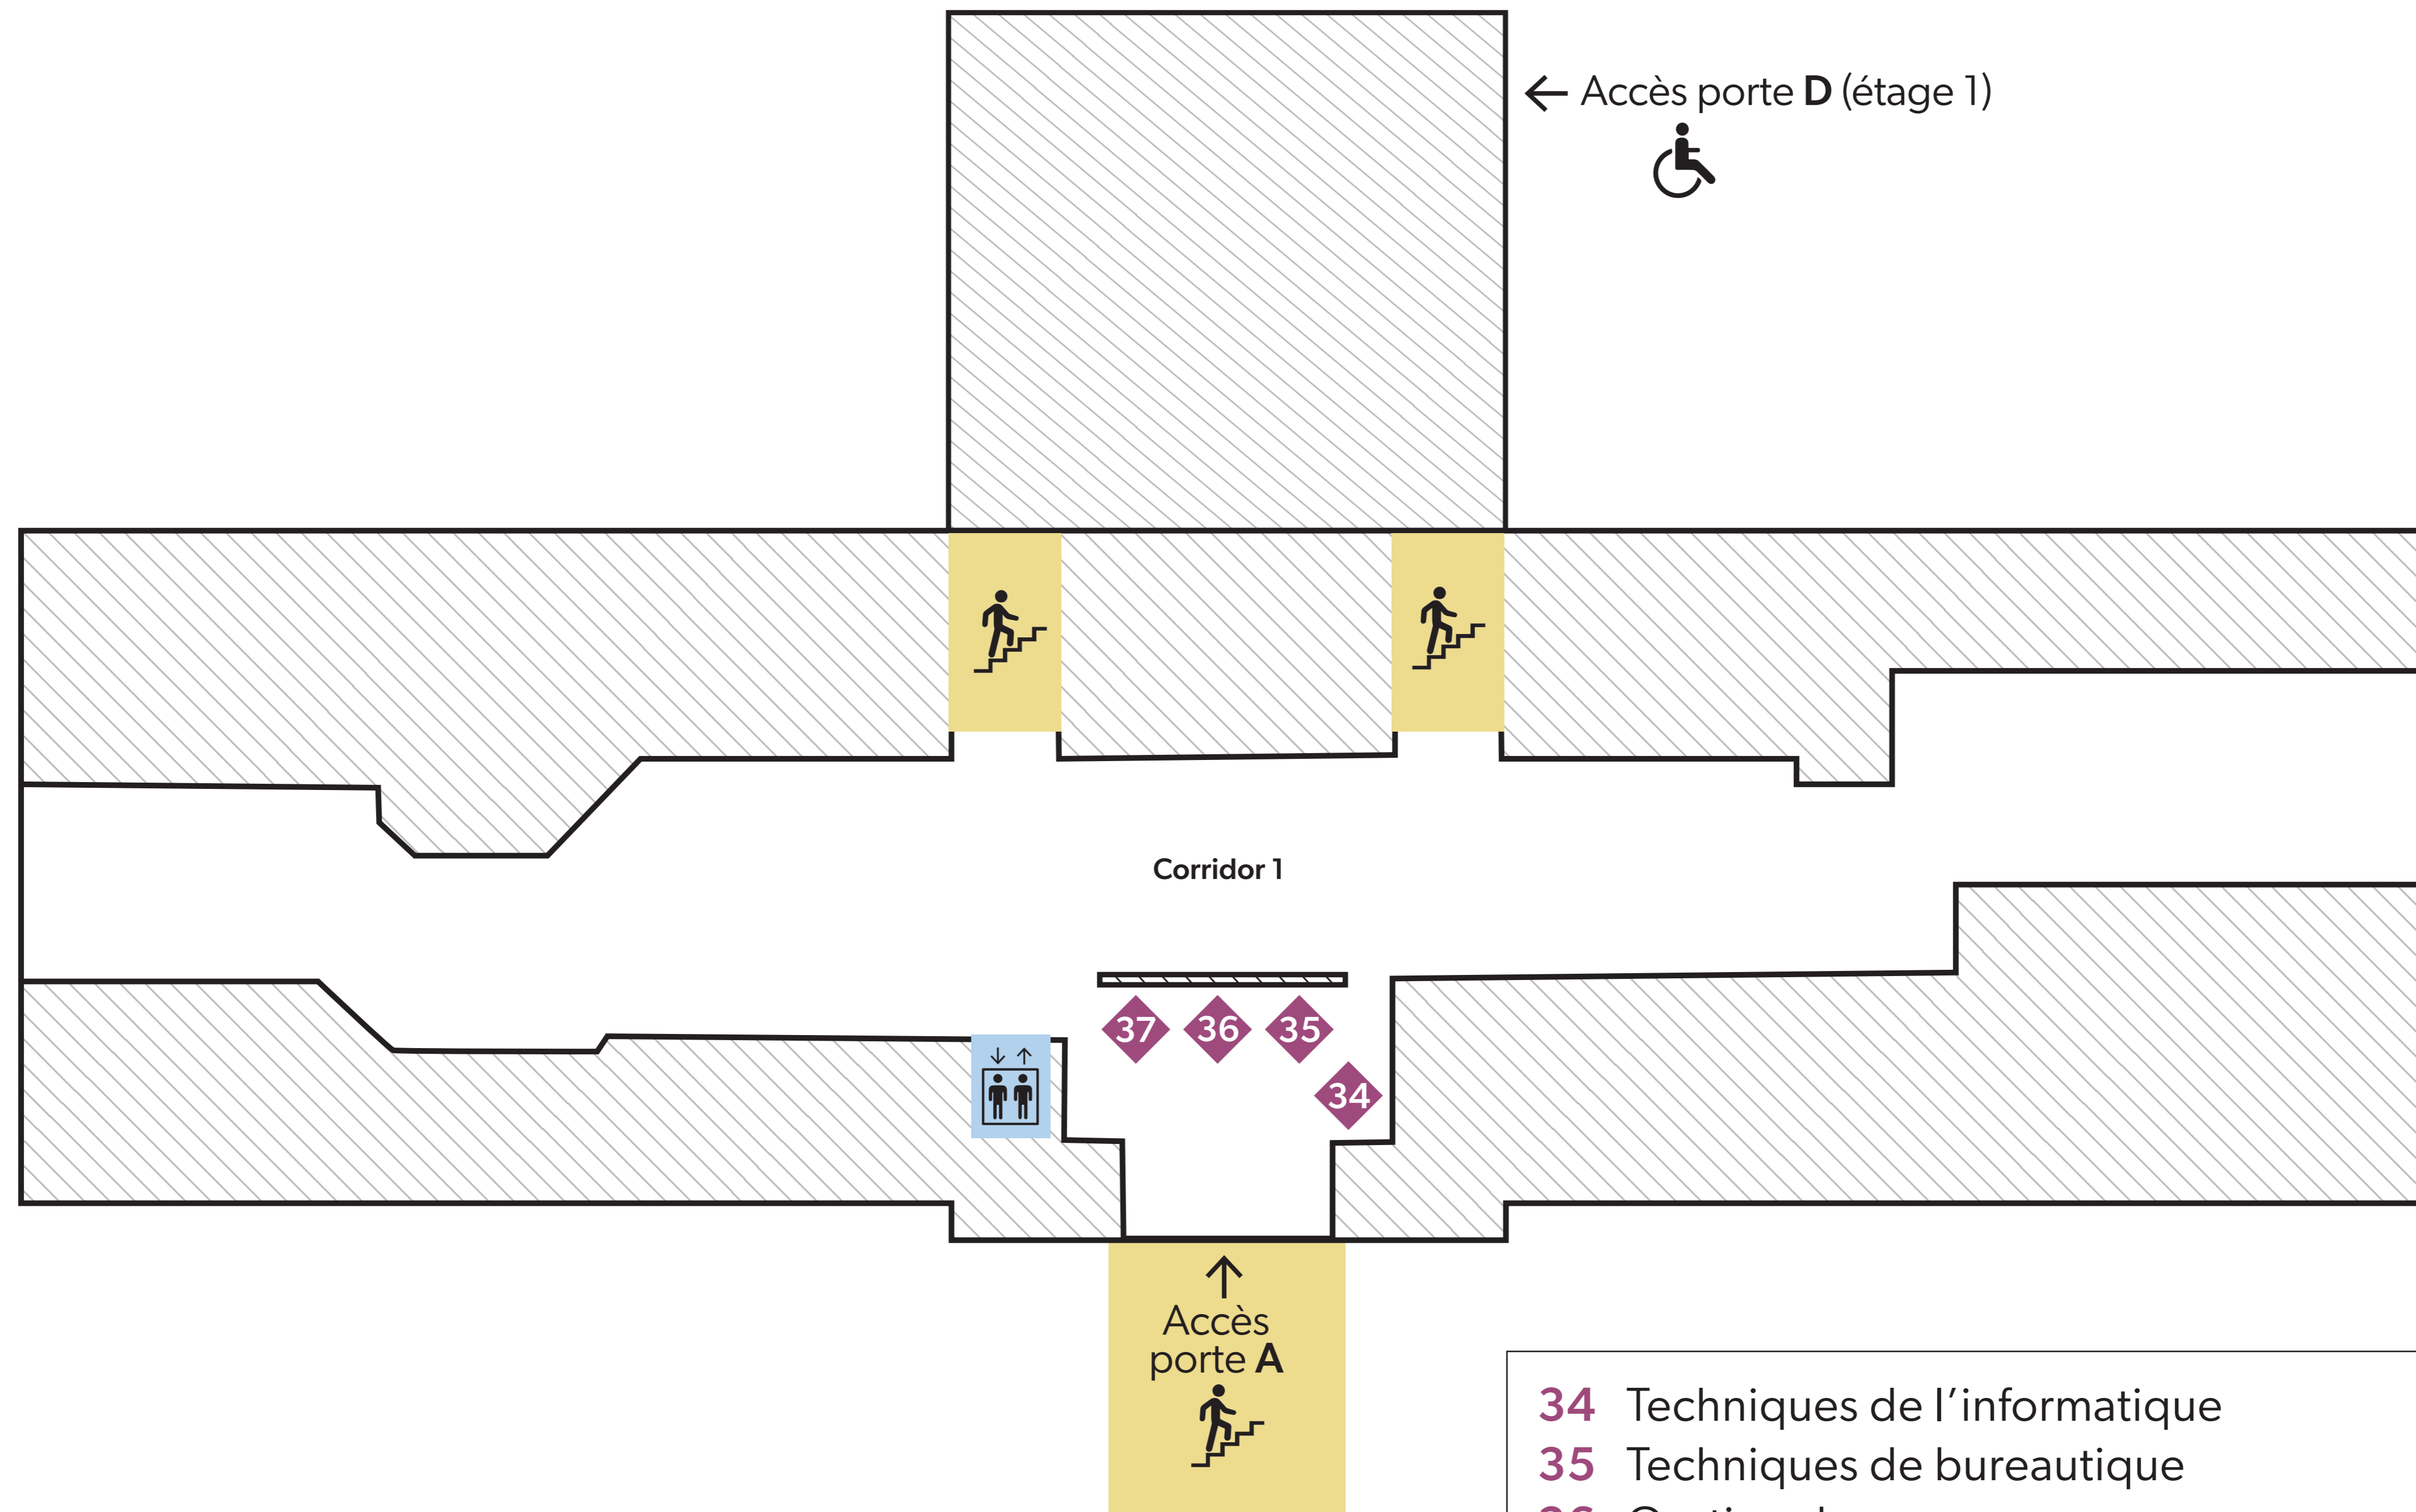 Accès porte D (étage 1)
Corridor 1
37 36 35
34
Accès
porte A
34 Techniques de l’informatique
35 Techniques de bureautique